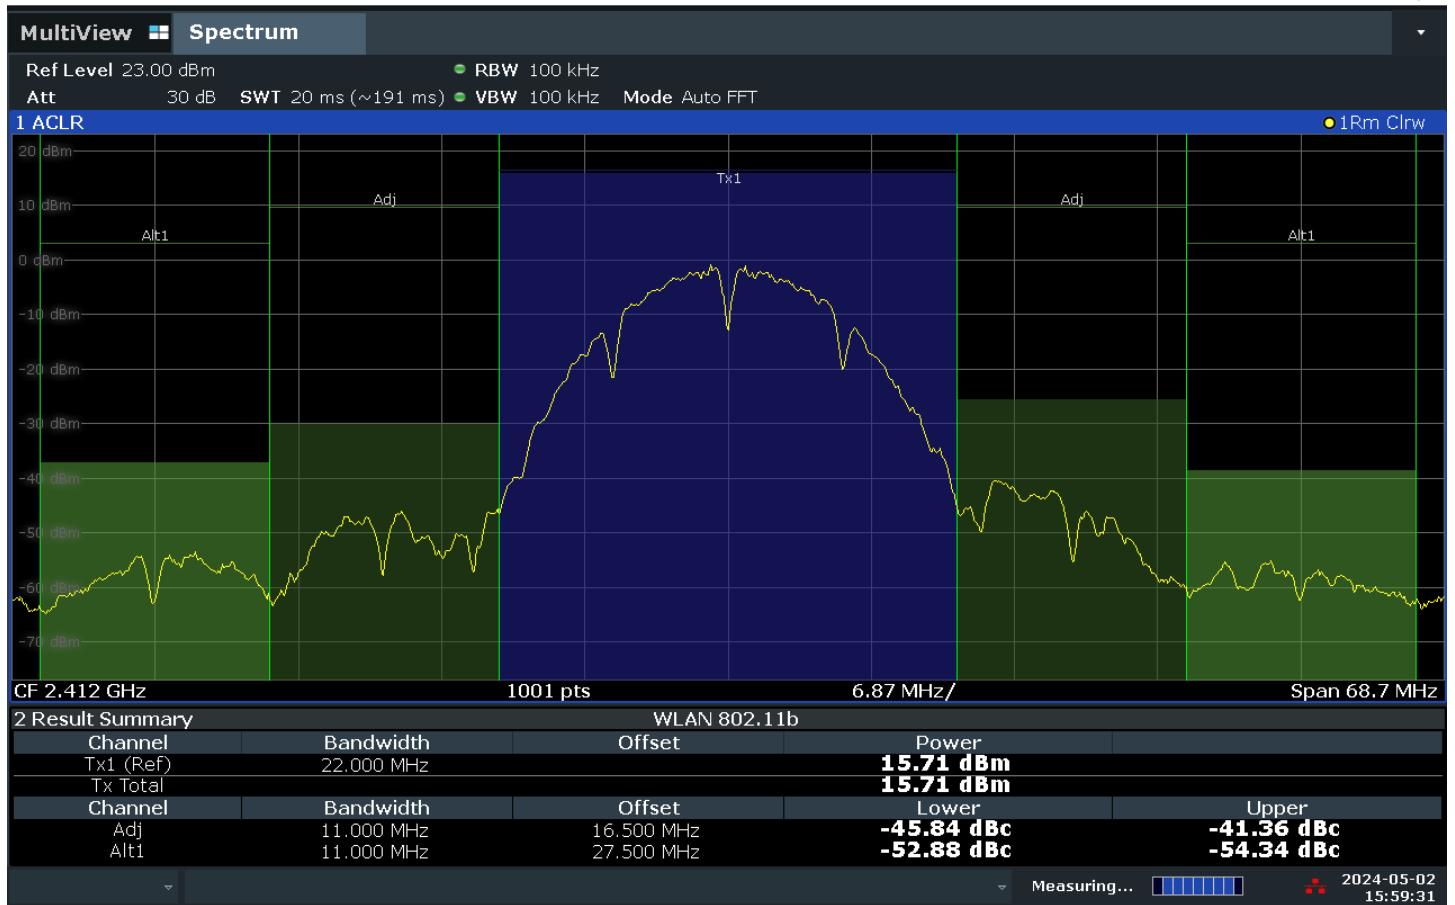 MultiView Spectrum
Ref Level 23.00 dBm RBW 100 kHz
Att 30 dB SWT 20 ms (~191 ms) VBW 100 kHz Mode Auto FFT
1 ACLR 1Rm Clrw
20 dBm
Tx1
Adj Adj
10 dBm
Alt1 Alt1
0 dBm
-10 dBm
-20 dBm
-30 dBm
-40 dBm
-50 dBm
-60 dBm
-70 dBm
CF 2.412 GHz 1001 pts 6.87 MHz/ Span 68.7 MHz
2 Result Summary WLAN 802.11b
Channel Bandwidth Offset Power
Tx1 (Ref) 22.000 MHz 15.71 dBm
Tx Total 15.71 dBm
Channel Bandwidth Offset Lower Upper
Adj 11.000 MHz 16.500 MHz -45.84 dBc -41.36 dBc
Alt1 11.000 MHz 27.500 MHz -52.88 dBc -54.34 dBc
Measuring... 2024-05-02
15:59:31